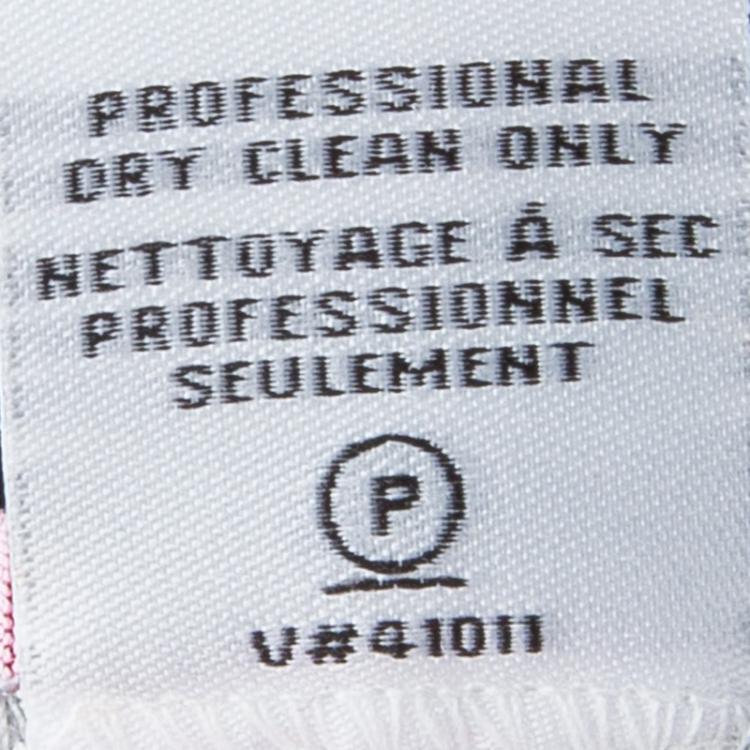 PROFESSIONAL
DRY CLEAN ONLY
NETTOYAGE À SEC
PROFESSIONNEL
SEULEMENT
P
V#41011